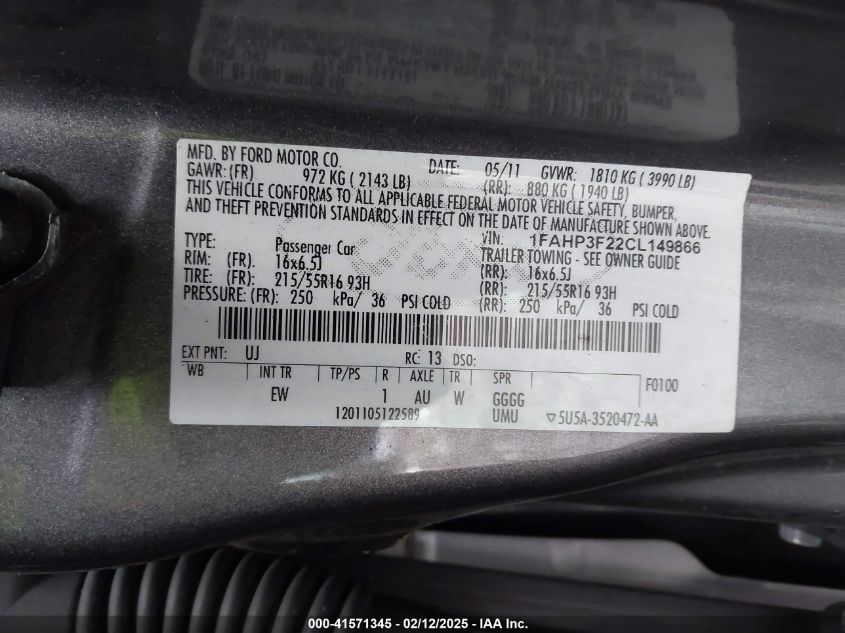 MFD. BY FORD MOTOR CO. DATE: 05/11 GVWR: 1810 KG ( 3990 LB)
GAWR: (FR) 972 KG ( 2143 LB) (RR): 880 KG ( 1940 LB)
THIS VEHICLE CONFORMS TO ALL APPLICABLE FEDERAL MOTOR VEHICLE SAFETY, BUMPER,
AND THEFT PREVENTION STANDARDS IN EFFECT ON THE DATE OF MANUFACTURE SHOWN ABOVE.
VIN: 1FAHP3F22CL149866
TYPE: Passenger Car TRAILER TOWING - SEE OWNER GUIDE
RIM: (FR): 16x6.5J (RR): 16x6.5J
TIRE: (FR): 215/55R16 93H (RR): 215/55R16 93H
PRESSURE: (FR): 250 kPa/ 36 PSI COLD (RR): 250 kPa/ 36 PSI COLD
EXT PNT: UJ RC: 13 DSO:
WB INT TR TP/PS R AXLE TR SPR F0100
EW 1 AU W GGGG
1201105122589 UMU ▽5U5A-3520472-AA
000-41571345 - 02/12/2025 - IAA Inc.